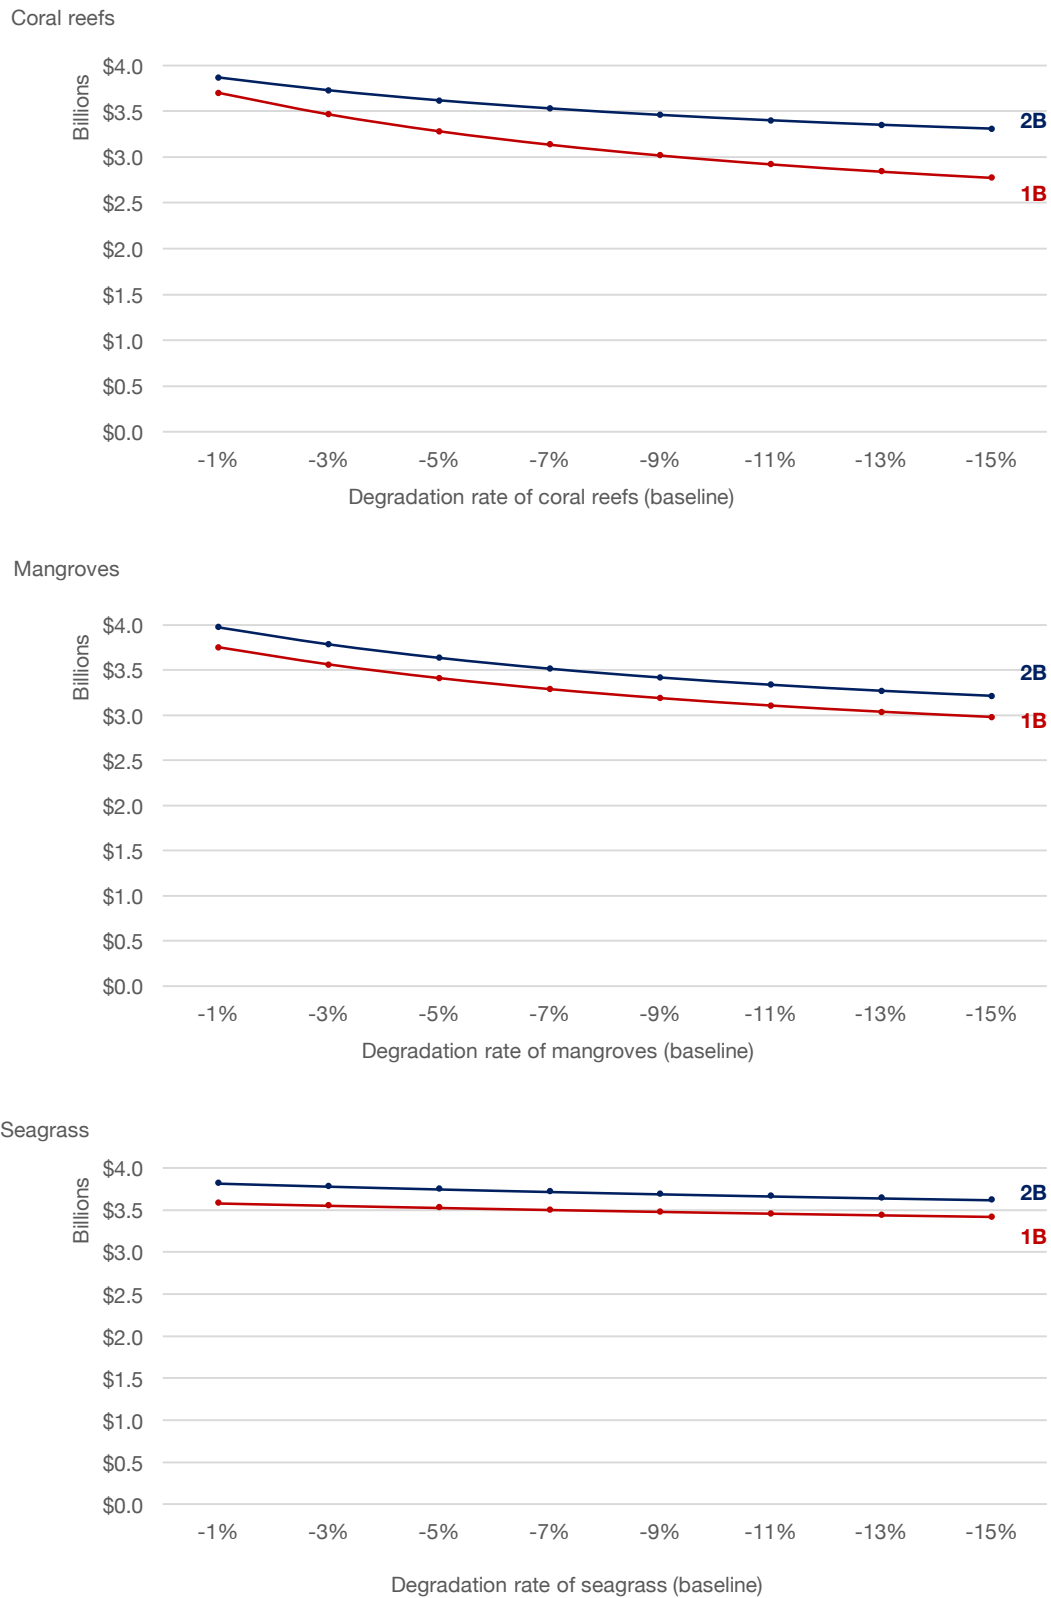 Coral reefs
Billions
$4.0
$3.5
$3.0
$2.5
$2.0
$1.5
$1.0
$0.5
$0.0
2B
1B
-1% -3% -5% -7% -9% -11% -13% -15%
Degradation rate of coral reefs (baseline)
Mangroves
Billions
$4.0
$3.5
$3.0
$2.5
$2.0
$1.5
$1.0
$0.5
$0.0
2B
1B
-1% -3% -5% -7% -9% -11% -13% -15%
Degradation rate of mangroves (baseline)
Seagrass
Billions
$4.0
$3.5
$3.0
$2.5
$2.0
$1.5
$1.0
$0.5
$0.0
2B
1B
-1% -3% -5% -7% -9% -11% -13% -15%
Degradation rate of seagrass (baseline)